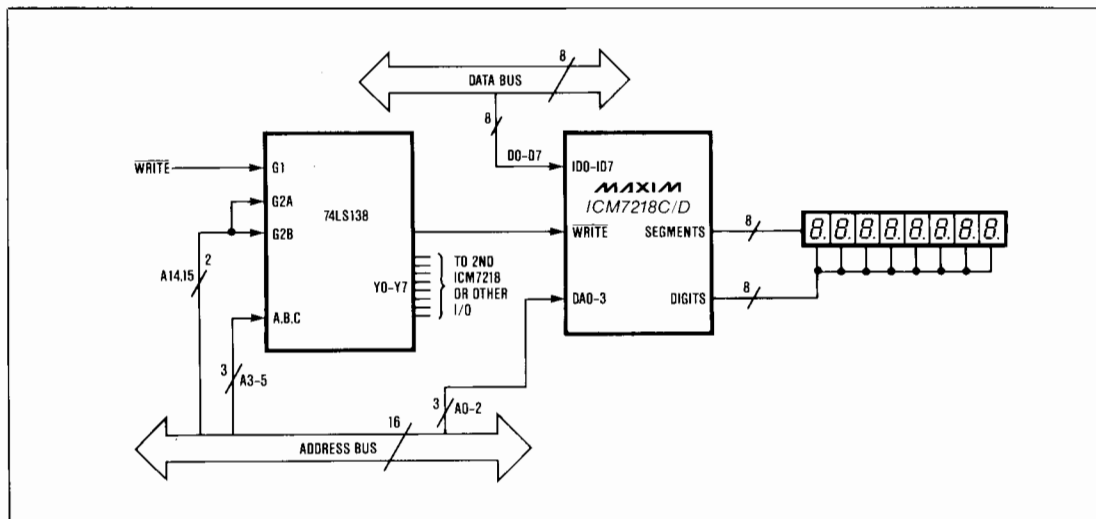 8
DATA BUS
8
D0-D7
W̅R̅I̅T̅E̅
G1
G2A
G2B
74LS138
A14,15
2
A,B,C
Y0-Y7
TO 2ND
ICM7218
OR OTHER
I/O
3
A3-5
ID0-ID7
MAXIM
ICM7218C/D
W̅R̅I̅T̅E̅
SEGMENTS
8
DA0-3
DIGITS
8
8.8.8.8.8.8.8.8.
3
A0-2
16
ADDRESS BUS